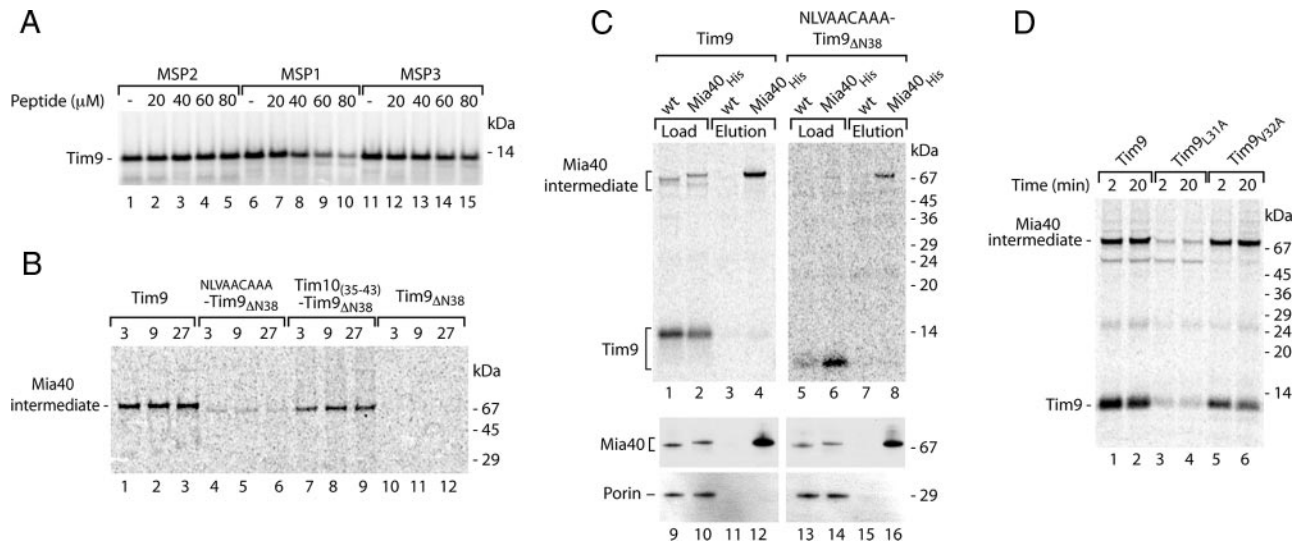 A
MSP2 MSP1 MSP3
Peptide (μM) - 20 40 60 80 - 20 40 60 80 - 20 40 60 80
kDa
Tim9 - - 14
1 2 3 4 5 6 7 8 9 10 11 12 13 14 15
B
Tim9 NLVAACAAA-Tim9ΔN38 Tim10(35-43)-Tim9ΔN38 Tim9ΔN38
3 9 27 3 9 27 3 9 27 3 9 27
kDa
Mia40
intermediate - - 67
- 45
- 29
1 2 3 4 5 6 7 8 9 10 11 12
C
Tim9 NLVAACAAA-
Tim9ΔN38
wt Mia40His wt Mia40His wt Mia40His wt Mia40His
Load Elution Load Elution
kDa
Mia40
intermediate - 67
- 45
- 36
- 29
- 24
- 20
- 14
Tim9
1 2 3 4 5 6 7 8
Mia40 - 67
Porin - - 29
9 10 11 12 13 14 15 16
D
Tim9 Tim9L31A Tim9V32A
Time (min) 2 20 2 20 2 20
kDa
Mia40
intermediate - - 67
- 45
- 36
- 29
- 24
- 20
- 14
Tim9 -
1 2 3 4 5 6